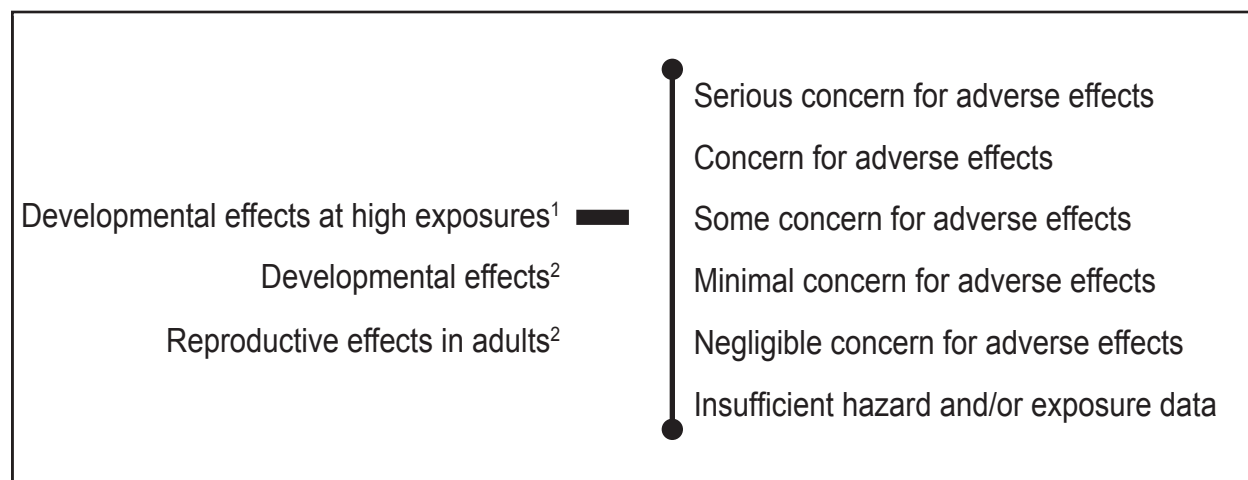 Serious concern for adverse effects
Concern for adverse effects
Developmental effects at high exposures¹
Some concern for adverse effects
Developmental effects²
Minimal concern for adverse effects
Reproductive effects in adults²
Negligible concern for adverse effects
Insufficient hazard and/or exposure data